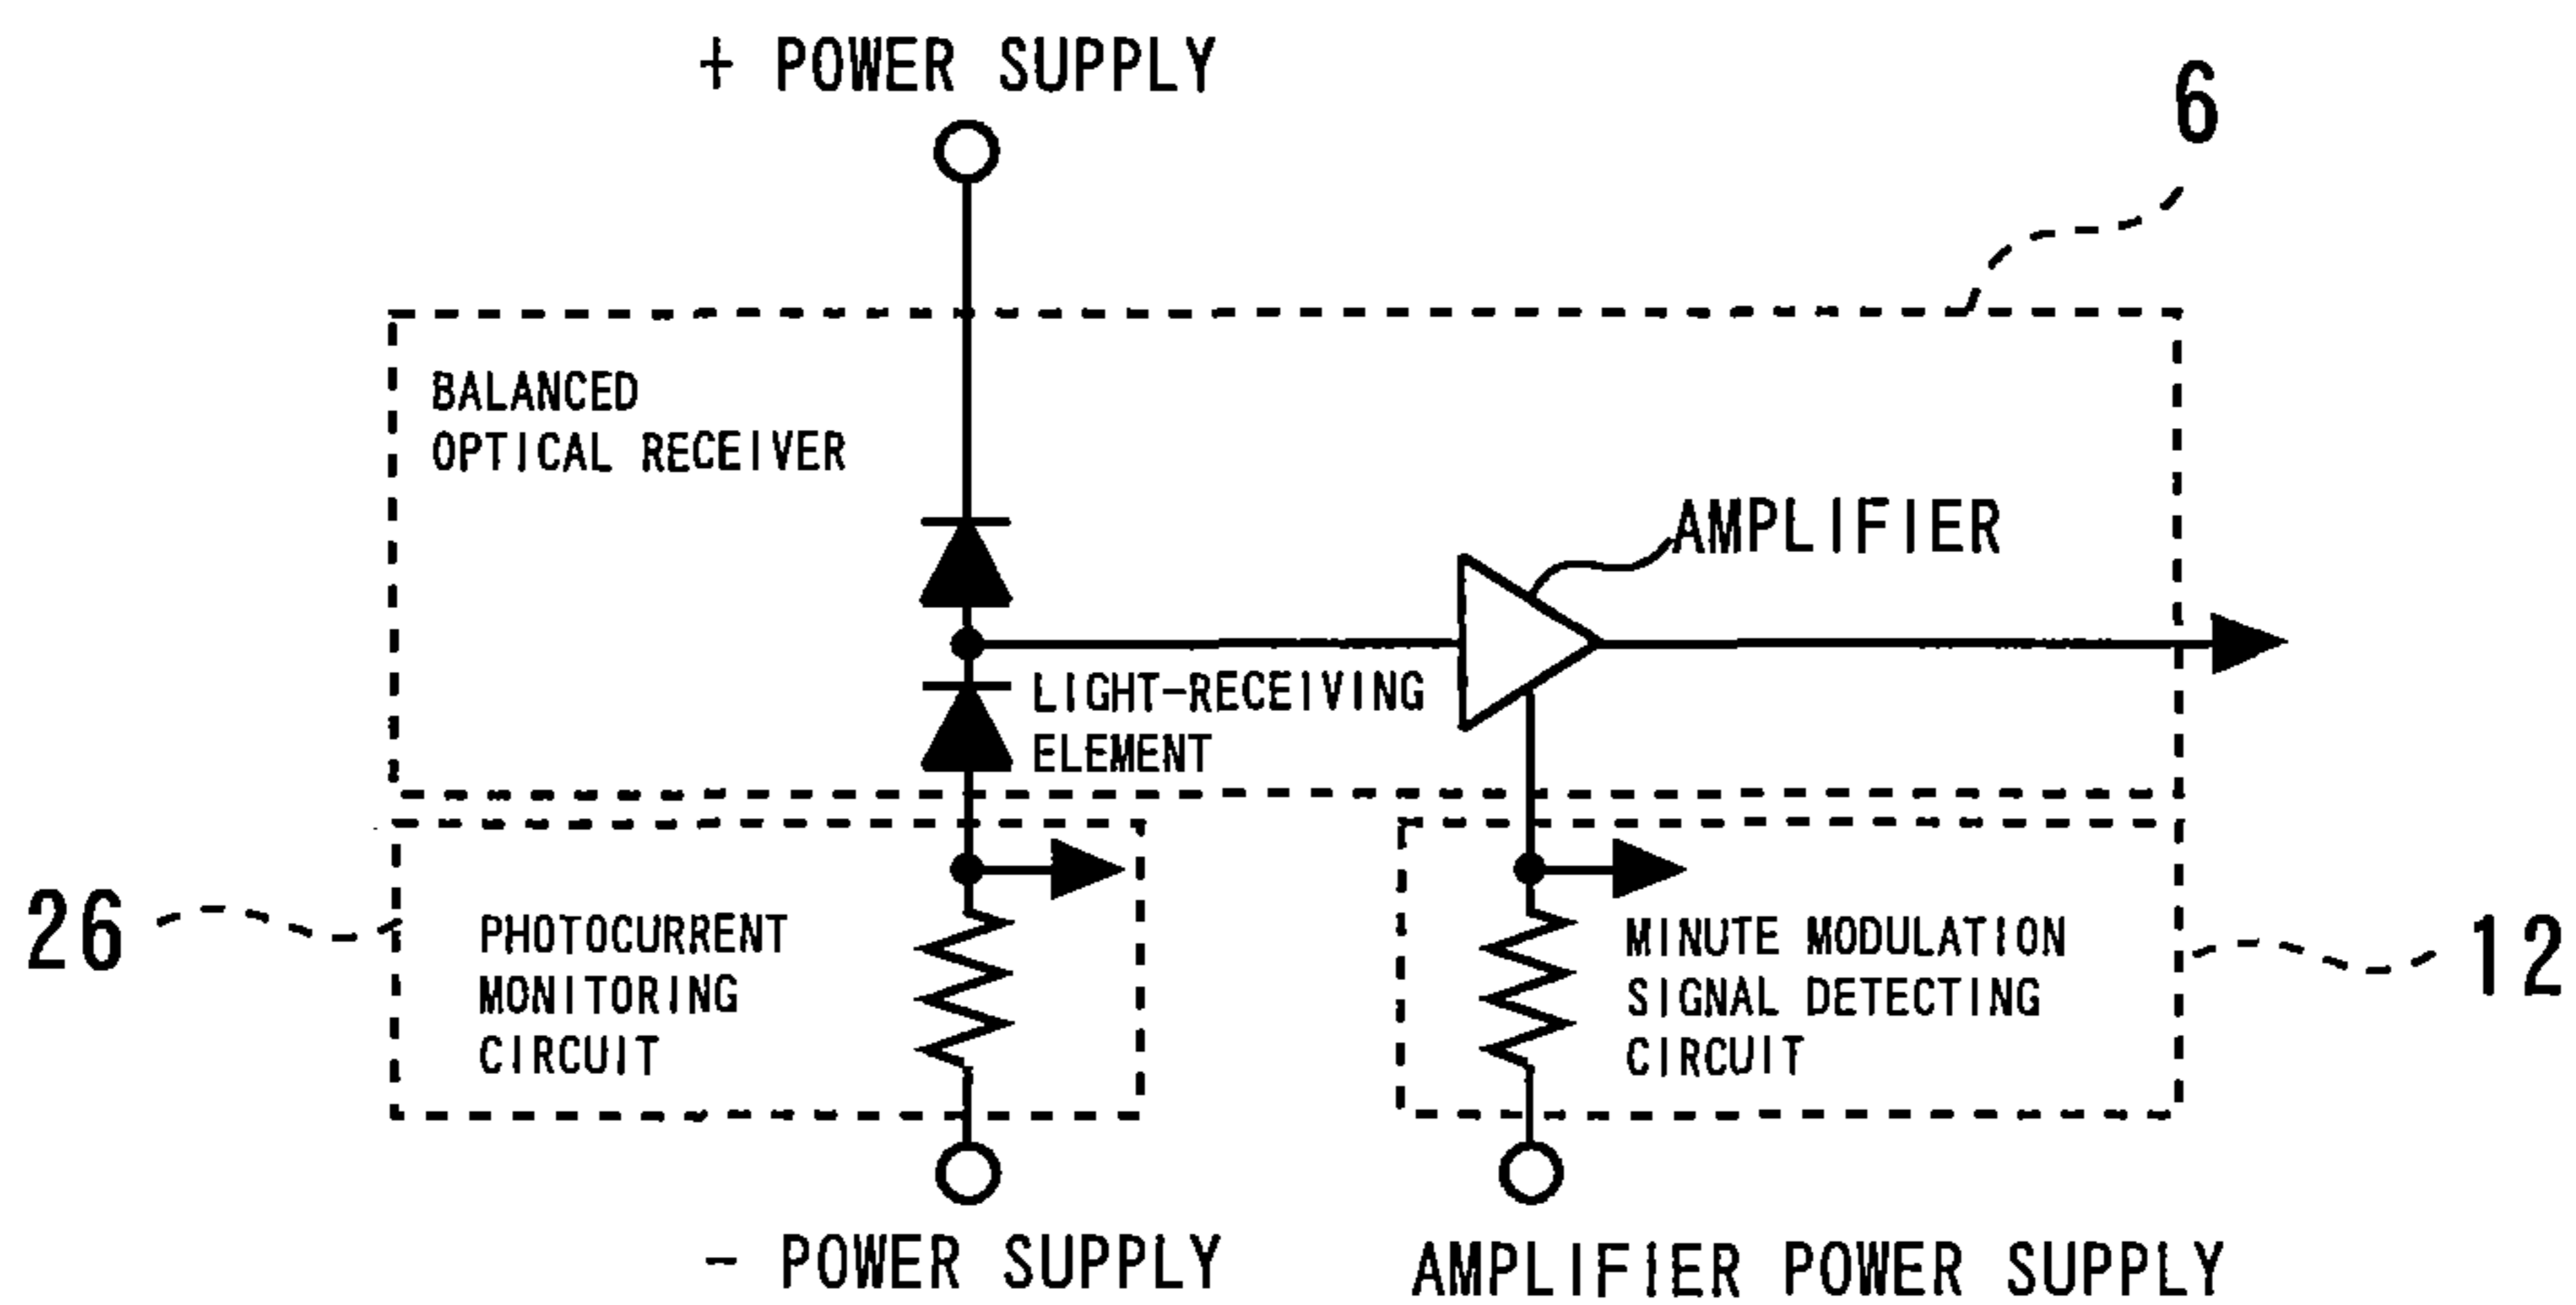 + POWER SUPPLY
6
BALANCED
OPTICAL RECEIVER
AMPLIFIER
LIGHT-RECEIVING
ELEMENT
26
PHOTOCURRENT
MONITORING
CIRCUIT
MINUTE MODULATION
SIGNAL DETECTING
CIRCUIT
12
- POWER SUPPLY
AMPLIFIER POWER SUPPLY